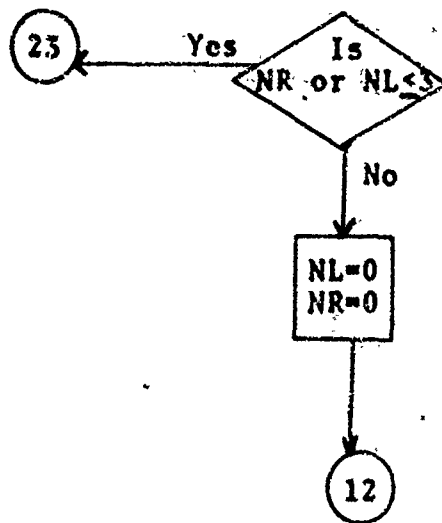 23
Yes
Is
NR or NL≤3
No
NL=0
NR=0
12